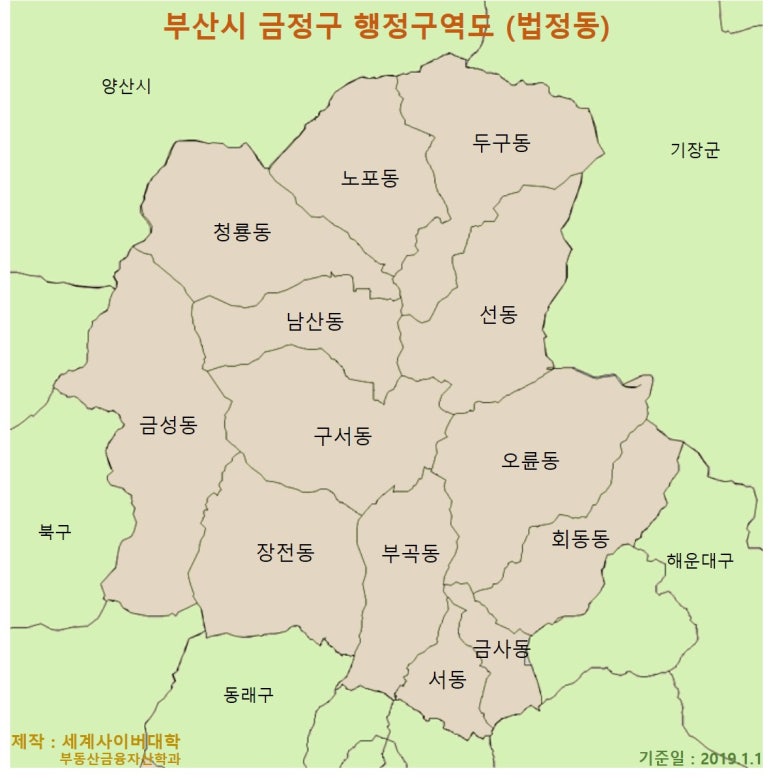 부산시 금정구 행정구역도 (법정동)
양산시
두구동
기장군
노포동
청룡동
선동
남산동
금성동
구서동
오륜동
북구
장전동
부곡동
회동동
해운대구
금사동
서동
동래구
제작 : 세계사이버대학
부동산금융자산학과
기준일 : 2019.1.1